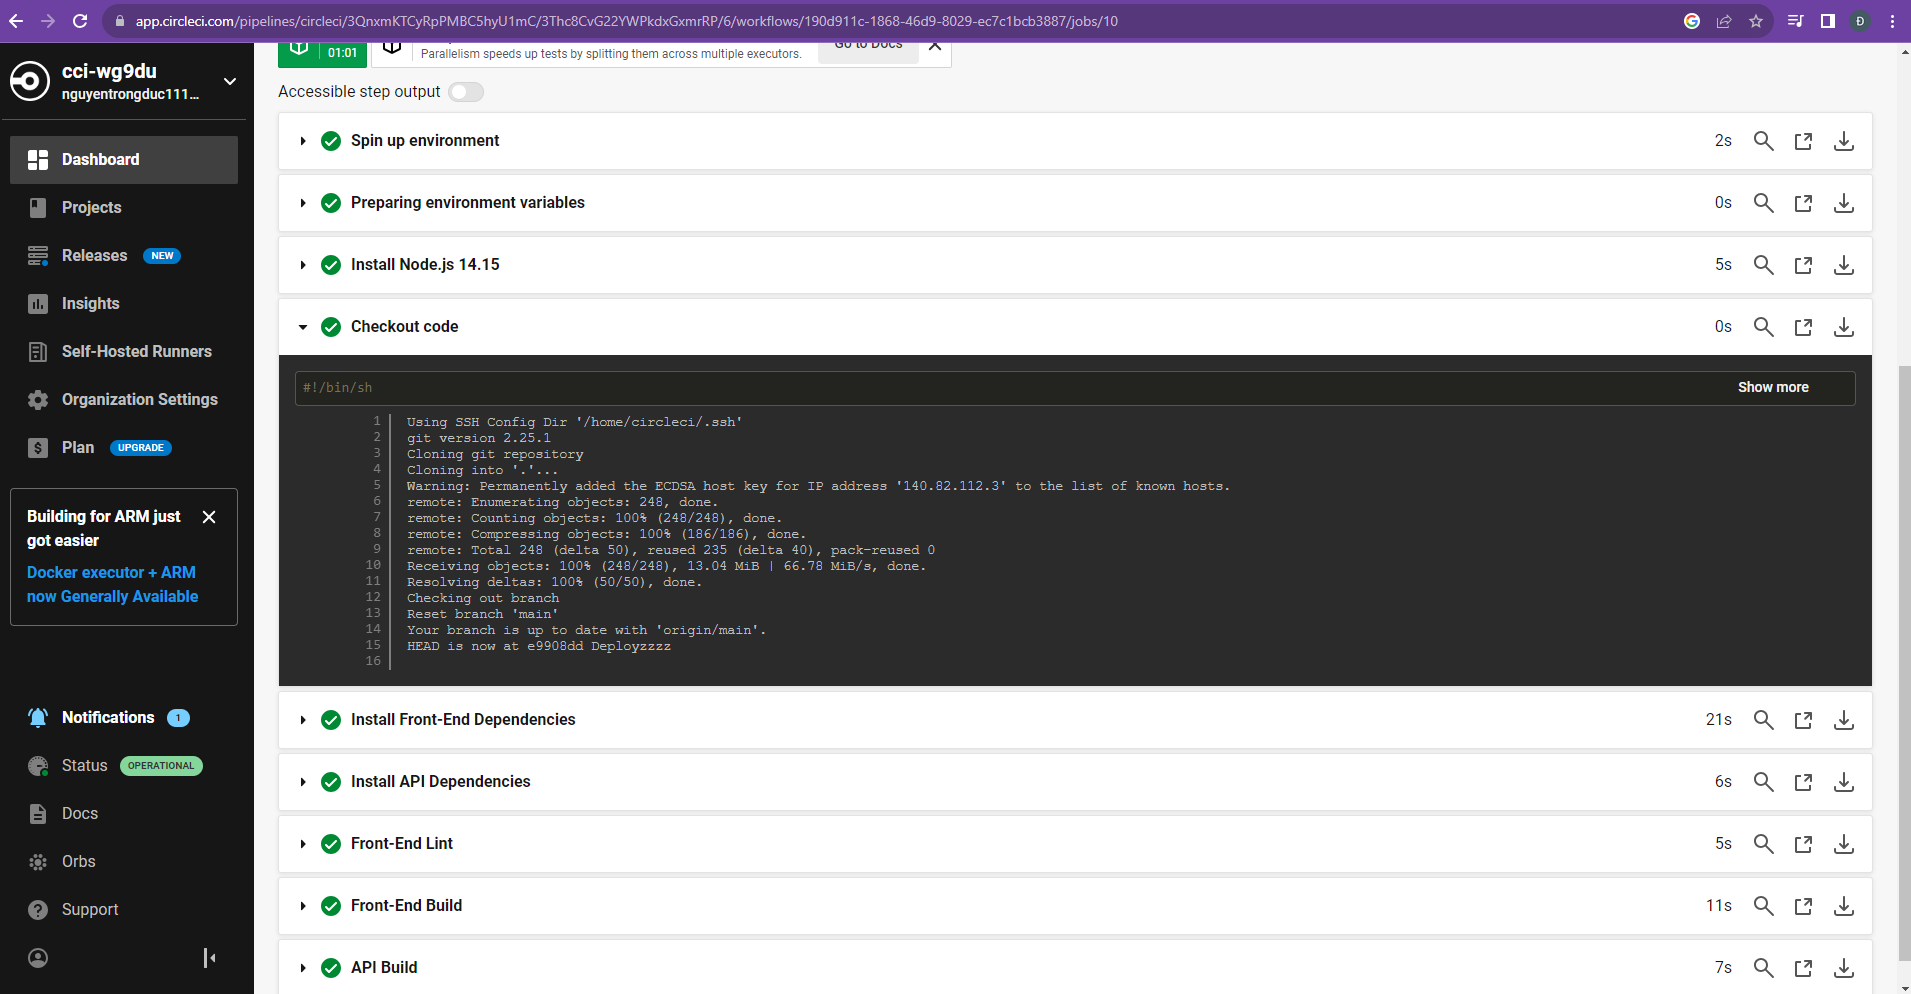 app.circleci.com/pipelines/circleci/3QnxmKTCyRpPMBC5hyU1mC/3Thc8CvG22YWPkdxGxmrRP/6/workflows/190d911c-1868-46d9-8029-ec7c1bcb3887/jobs/10
Đ
cci-wg9du
nguyentrongduc111...
Dashboard
Projects
Releases NEW
Insights
Self-Hosted Runners
Organization Settings
Plan UPGRADE
Building for ARM just
got easier
Docker executor + ARM
now Generally Available
Notifications 1
Status OPERATIONAL
Docs
Orbs
Support
01:01
Parallelism speeds up tests by splitting them across multiple executors.
Go to Docs
Accessible step output
Spin up environment 2s
Preparing environment variables 0s
Install Node.js 14.15 5s
Checkout code 0s
#!/bin/sh Show more
1 Using SSH Config Dir '/home/circleci/.ssh'
2 git version 2.25.1
3 Cloning git repository
4 Cloning into '.'...
5 Warning: Permanently added the ECDSA host key for IP address '140.82.112.3' to the list of known hosts.
6 remote: Enumerating objects: 248, done.
7 remote: Counting objects: 100% (248/248), done.
8 remote: Compressing objects: 100% (186/186), done.
9 remote: Total 248 (delta 50), reused 235 (delta 40), pack-reused 0
10 Receiving objects: 100% (248/248), 13.04 MiB | 66.78 MiB/s, done.
11 Resolving deltas: 100% (50/50), done.
12 Checking out branch
13 Reset branch 'main'
14 Your branch is up to date with 'origin/main'.
15 HEAD is now at e9908dd Deployzzzz
16
Install Front-End Dependencies 21s
Install API Dependencies 6s
Front-End Lint 5s
Front-End Build 11s
API Build 7s